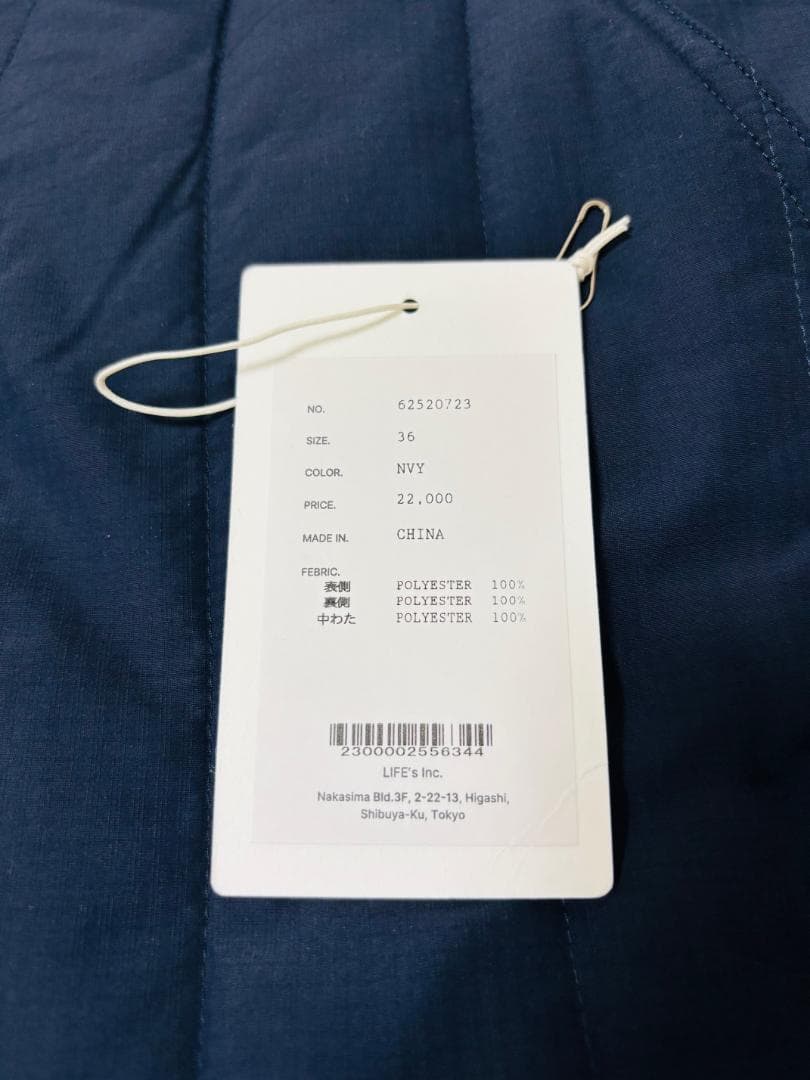 NO. 62520723
SIZE. 36
COLOR. NVY
PRICE. 22,000
MADE IN. CHINA
FEBRIC.
表側 POLYESTER 100%
裏側 POLYESTER 100%
中わた POLYESTER 100%
2300002556344
LIFE's Inc.
Nakasima Bld.3F, 2-22-13, Higashi,
Shibuya-Ku, Tokyo